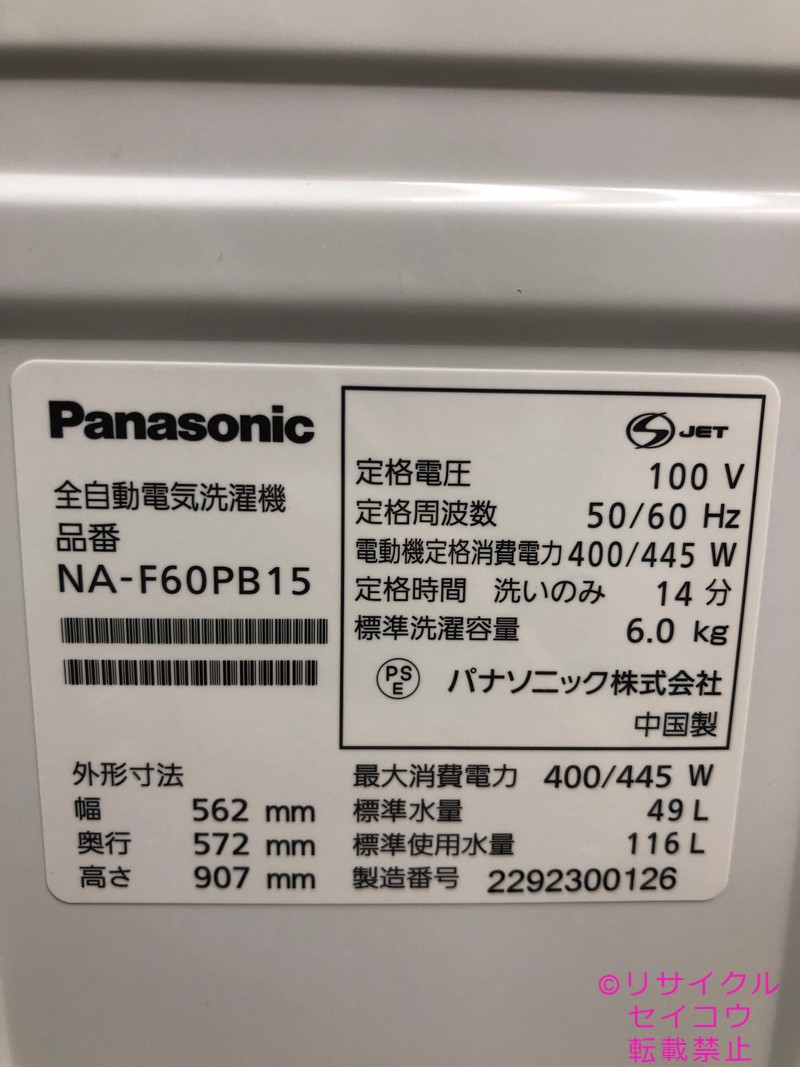 Panasonic
全自動電気洗濯機
品番
NA-F60PB15
JET
定格電圧 100 V
定格周波数 50/60 Hz
電動機定格消費電力 400/445 W
定格時間 洗いのみ 14 分
標準洗濯容量 6.0 kg
PS
E
パナソニック株式会社
中国製
外形寸法
幅 562 mm
奥行 572 mm
高さ 907 mm
最大消費電力 400/445 W
標準水量 49 L
標準使用水量 116 L
製造番号 2292300126
©リサイクル
セイコウ
転載禁止